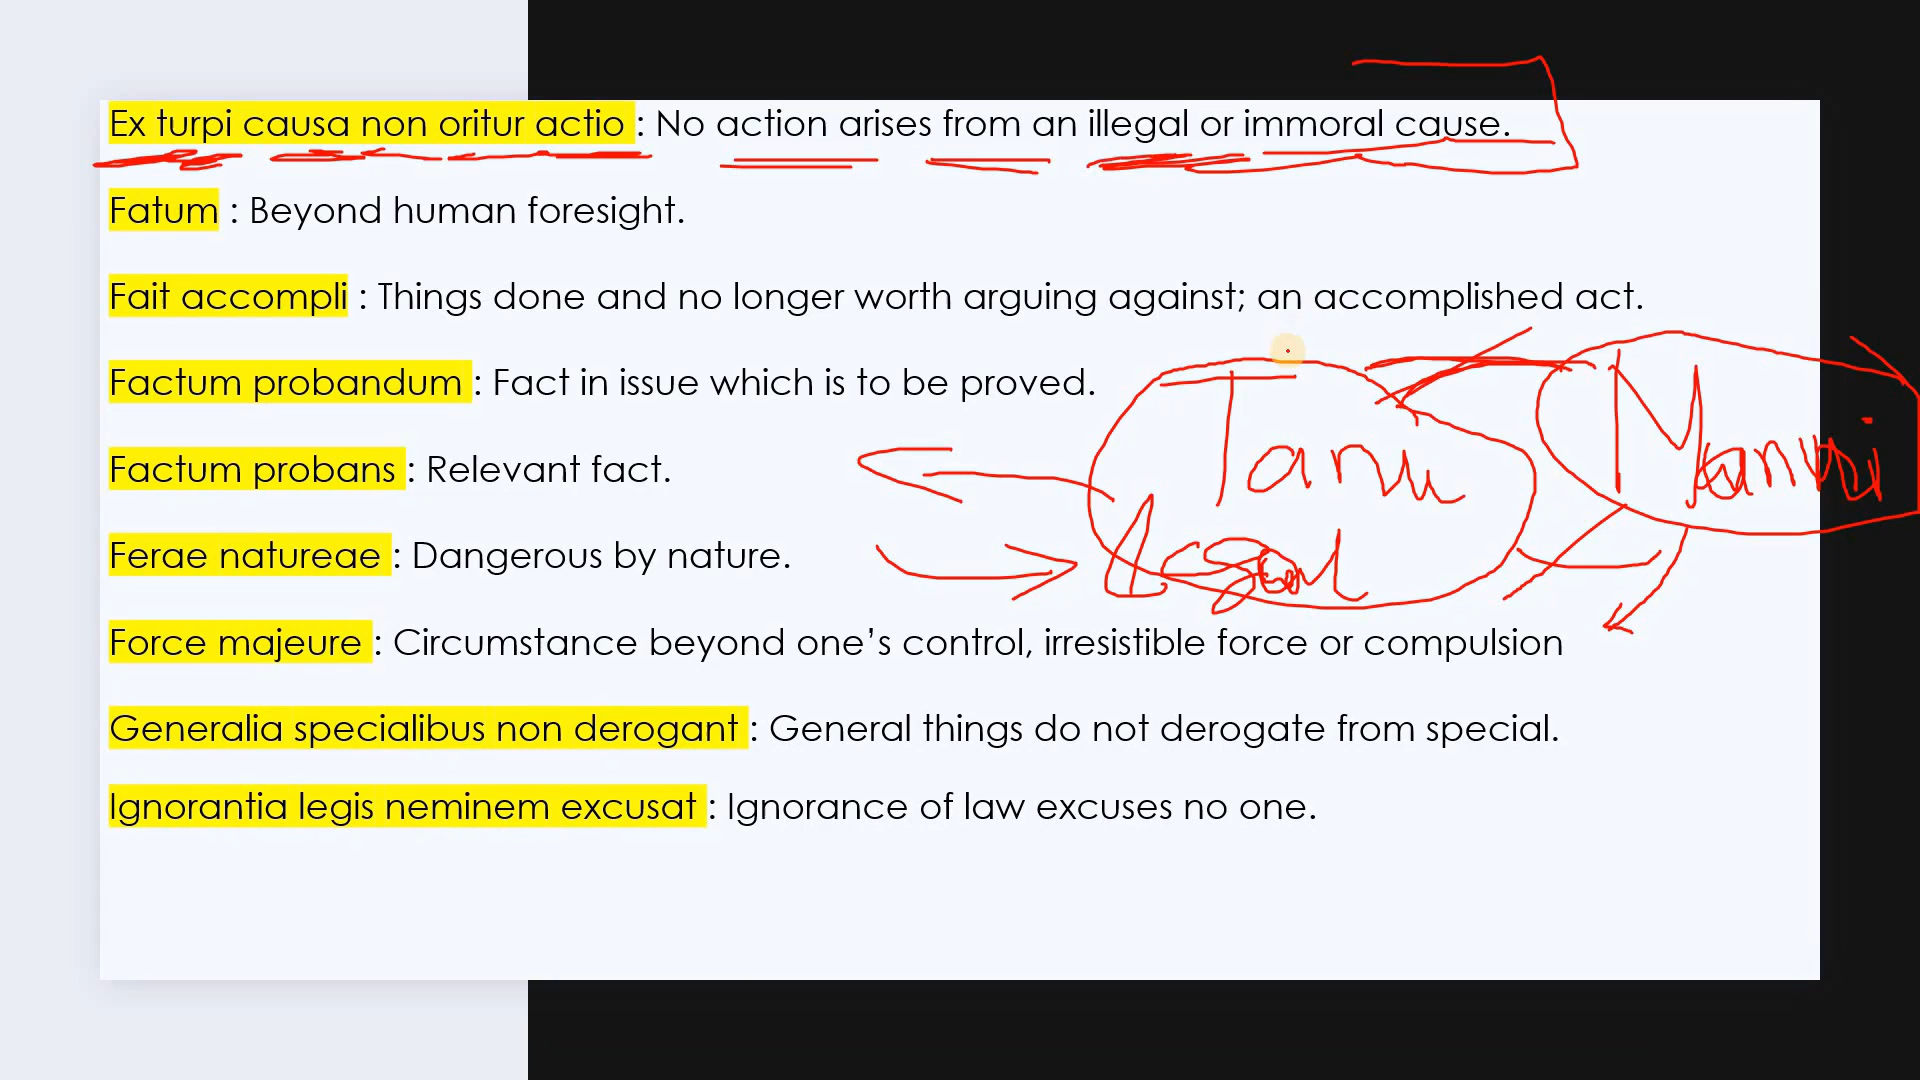 Ex turpi causa non oritur actio : No action arises from an illegal or immoral cause.
Fatum : Beyond human foresight.
Fait accompli : Things done and no longer worth arguing against; an accomplished act.
Factum probandum : Fact in issue which is to be proved.
Tanu
Factum probans : Relevant fact.
Ferae natureae : Dangerous by nature.
Force majeure : Circumstance beyond one’s control, irresistible force or compulsion
Generalia specialibus non derogant : General things do not derogate from special.
Ignorantia legis neminem excusat : Ignorance of law excuses no one.